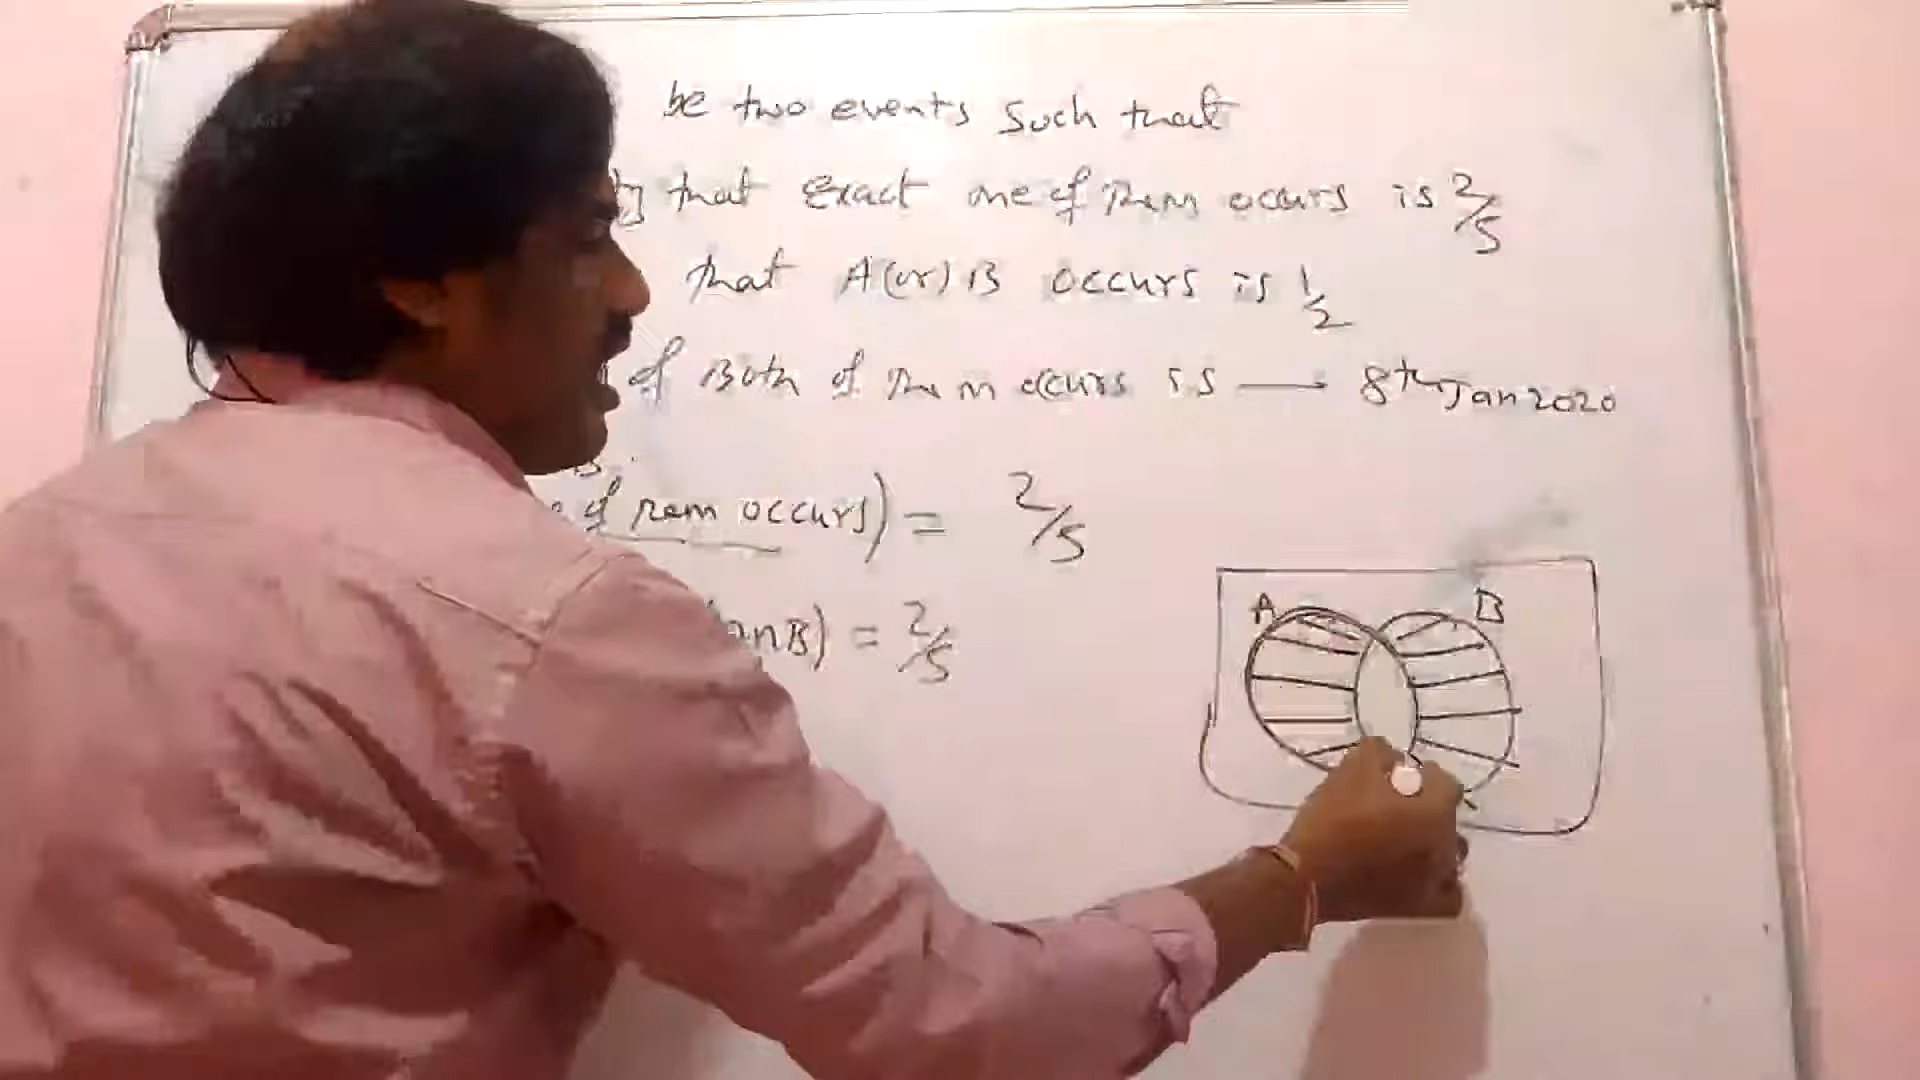 be two events such that
that exact one of them occurs is 2/5
that A(or)B occurs is 1/2
of Both of them occurs is — 8th Jan 2020
of them occurs) = 2/5
∩B) = 2/5
A B